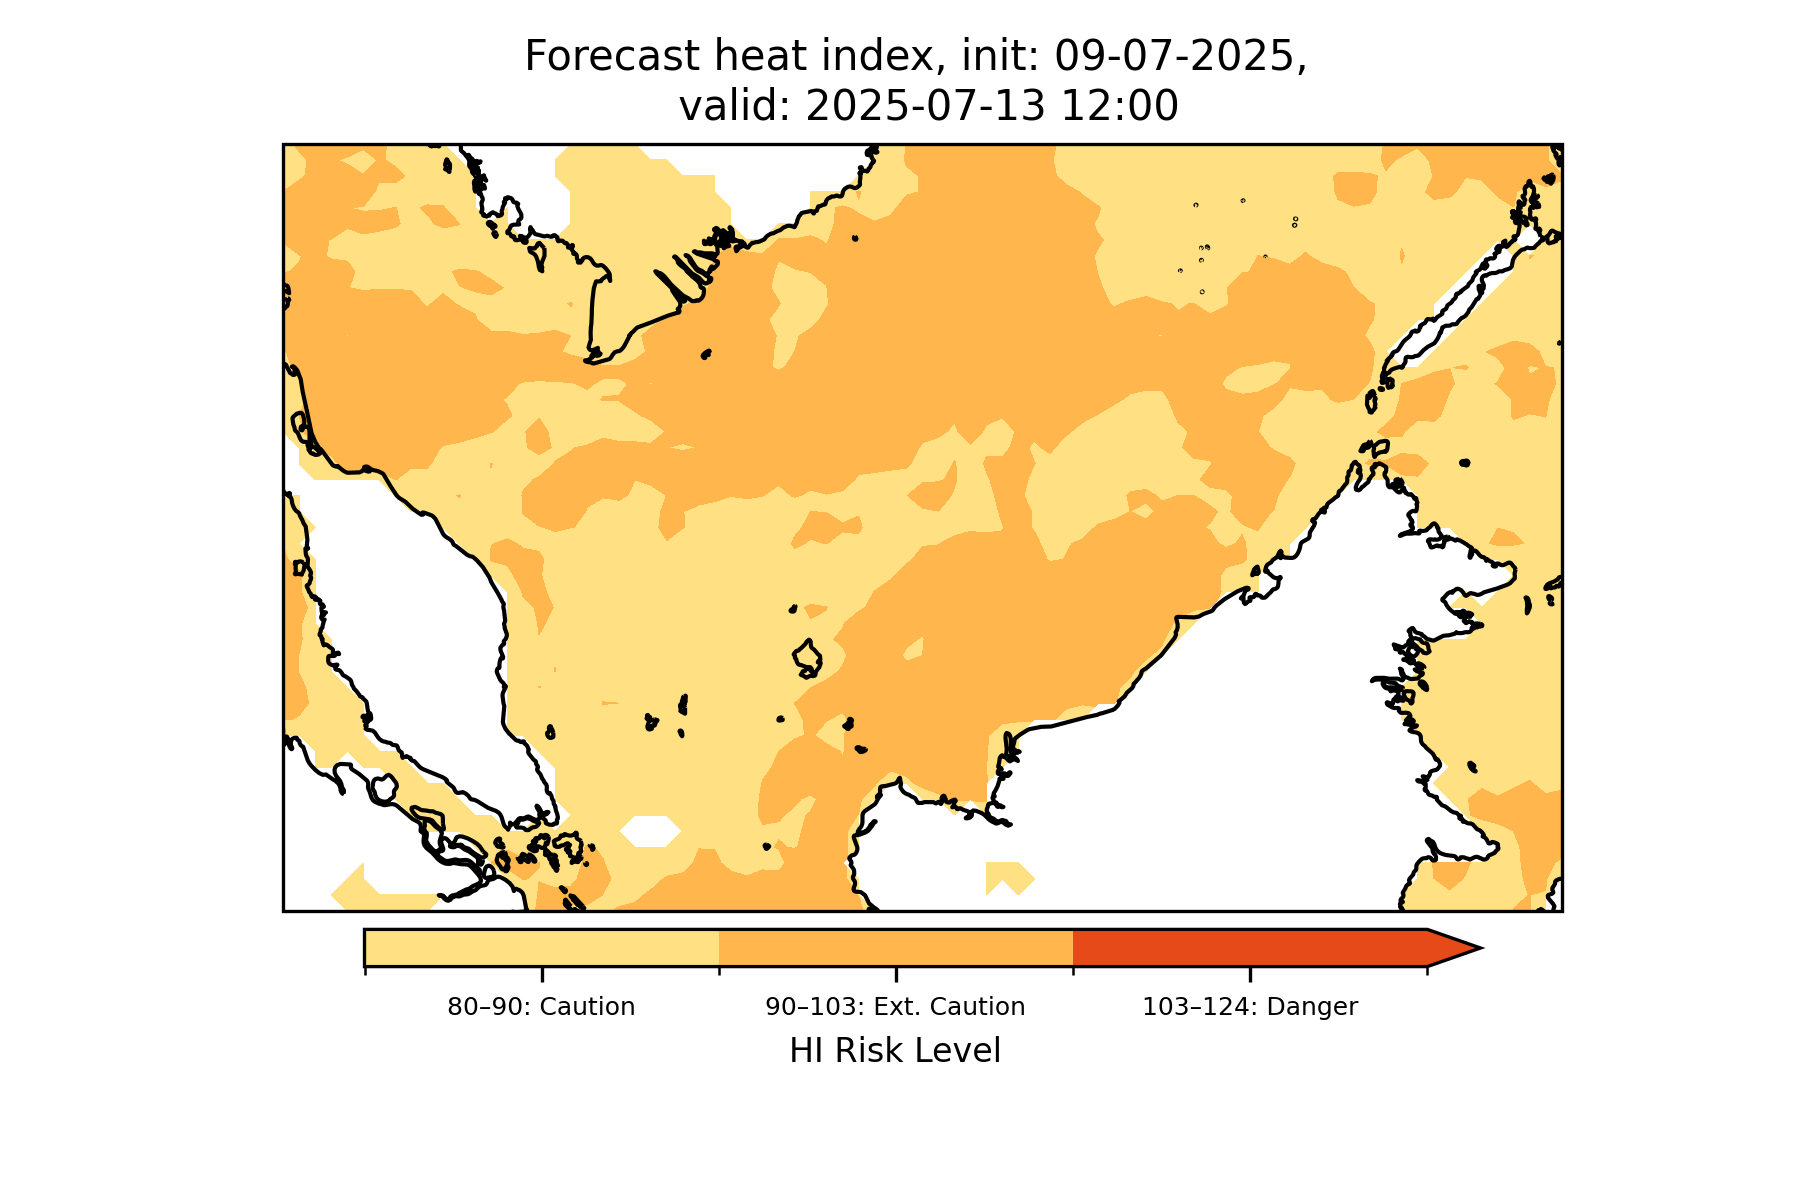 Forecast heat index, init: 09-07-2025,
valid: 2025-07-13 12:00
80–90: Caution
90–103: Ext. Caution
103–124: Danger
HI Risk Level